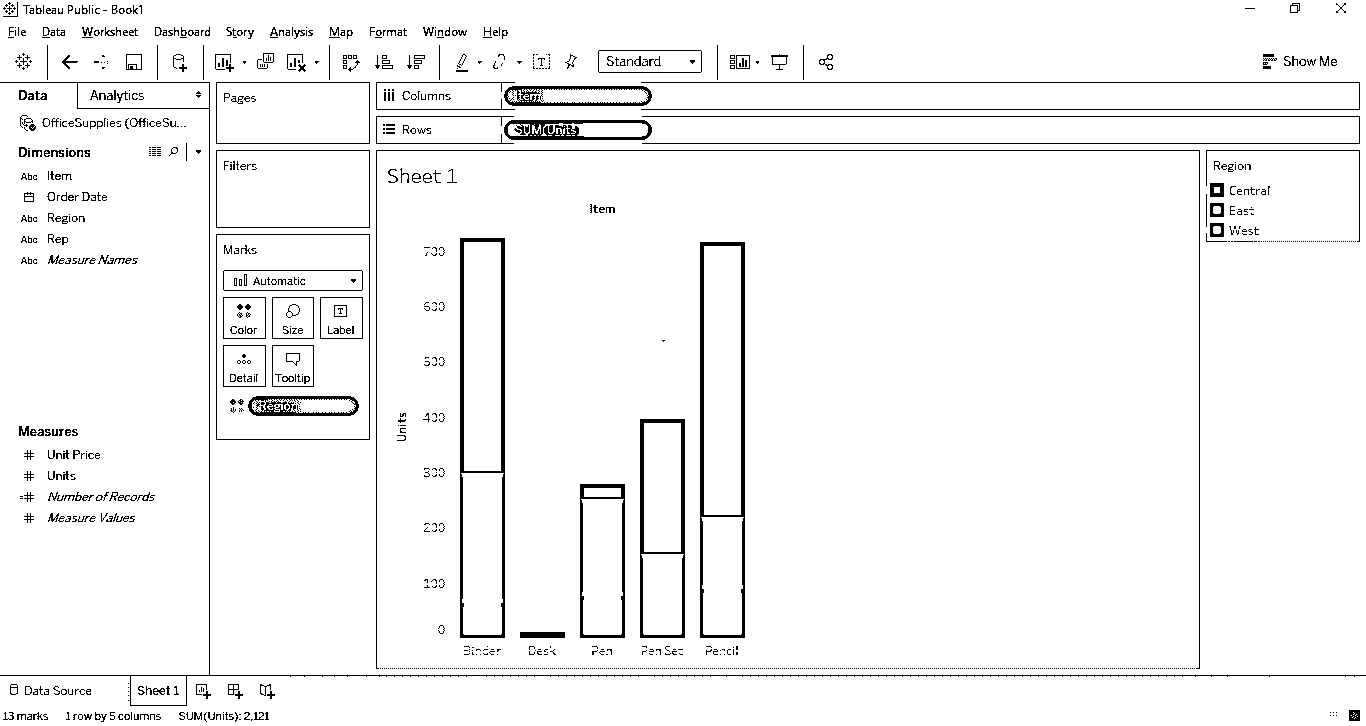 Tableau Public - Book1
File Data Worksheet Dashboard Story Analysis Map Format Window Help
Standard
Show Me
Data Analytics
OfficeSupplies (OfficeSu...
Dimensions
Abc Item
Order Date
Abc Region
Abc Rep
Abc Measure Names
Measures
# Unit Price
# Units
=# Number of Records
# Measure Values
Pages
Filters
Marks
Automatic
Color Size Label
Detail Tooltip
Region
Columns Item
Rows SUM(Units)
Sheet 1
Item
Units
700
600
500
400
300
200
100
0
Binder Desk Pen Pen Set Pencil
Region
Central
East
West
Data Source Sheet 1
13 marks 1 row by 5 columns SUM(Units): 2,121